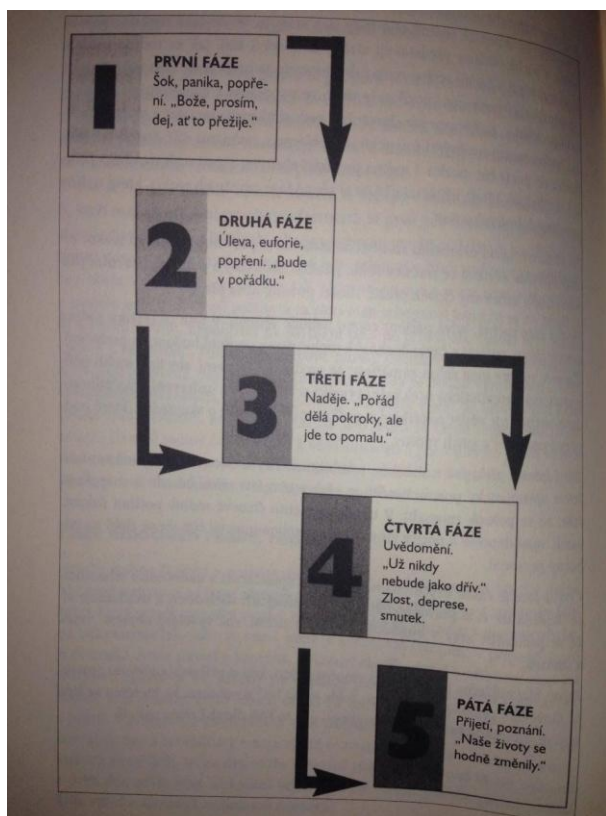 1
PRVNÍ FÁZE
Šok, panika, popře-
ní. „Bože, prosím,
dej, ať to přežije.“
2
DRUHÁ FÁZE
Úleva, euforie,
popření. „Bude
v pořádku.“
3
TŘETÍ FÁZE
Naděje. „Pořád
dělá pokroky, ale
jde to pomalu.“
4
ČTVRTÁ FÁZE
Uvědomění.
„Už nikdy
nebude jako dřív.“
Zlost, deprese,
smutek.
5
PÁTÁ FÁZE
Přijetí, poznání.
„Naše životy se
hodně změnily.“